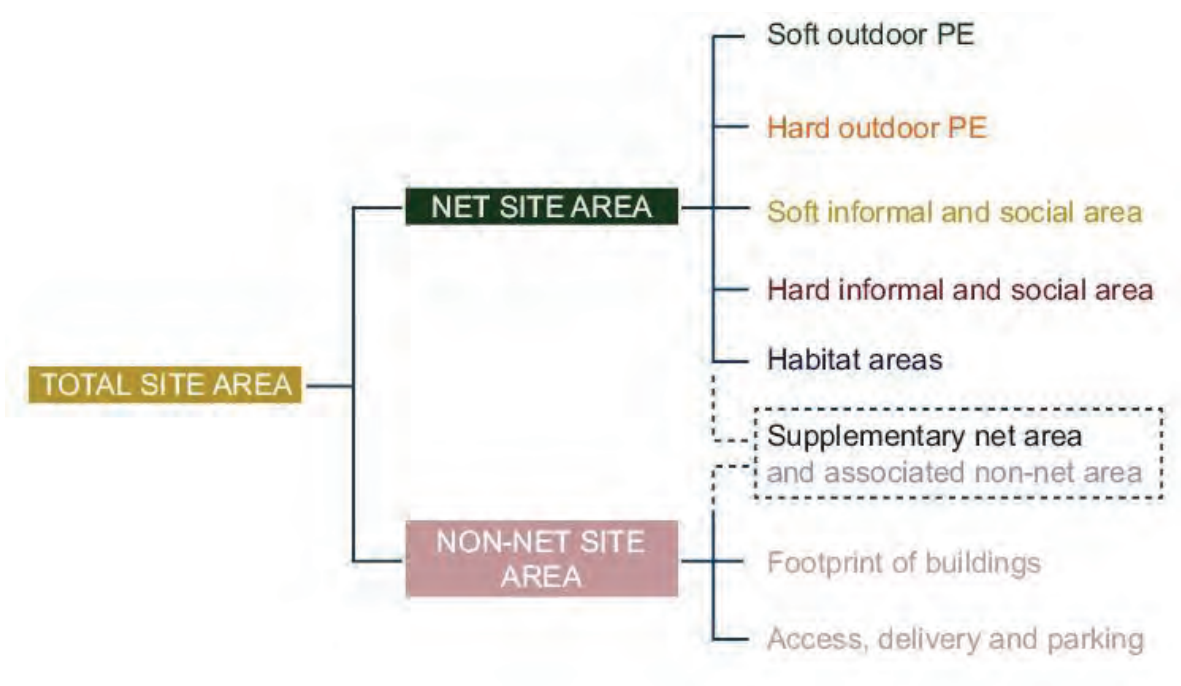 Soft outdoor PE
Hard outdoor PE
NET SITE AREA
Soft informal and social area
Hard informal and social area
Habitat areas
TOTAL SITE AREA
Supplementary net area
and associated non-net area
NON-NET SITE
AREA
Footprint of buildings
Access, delivery and parking